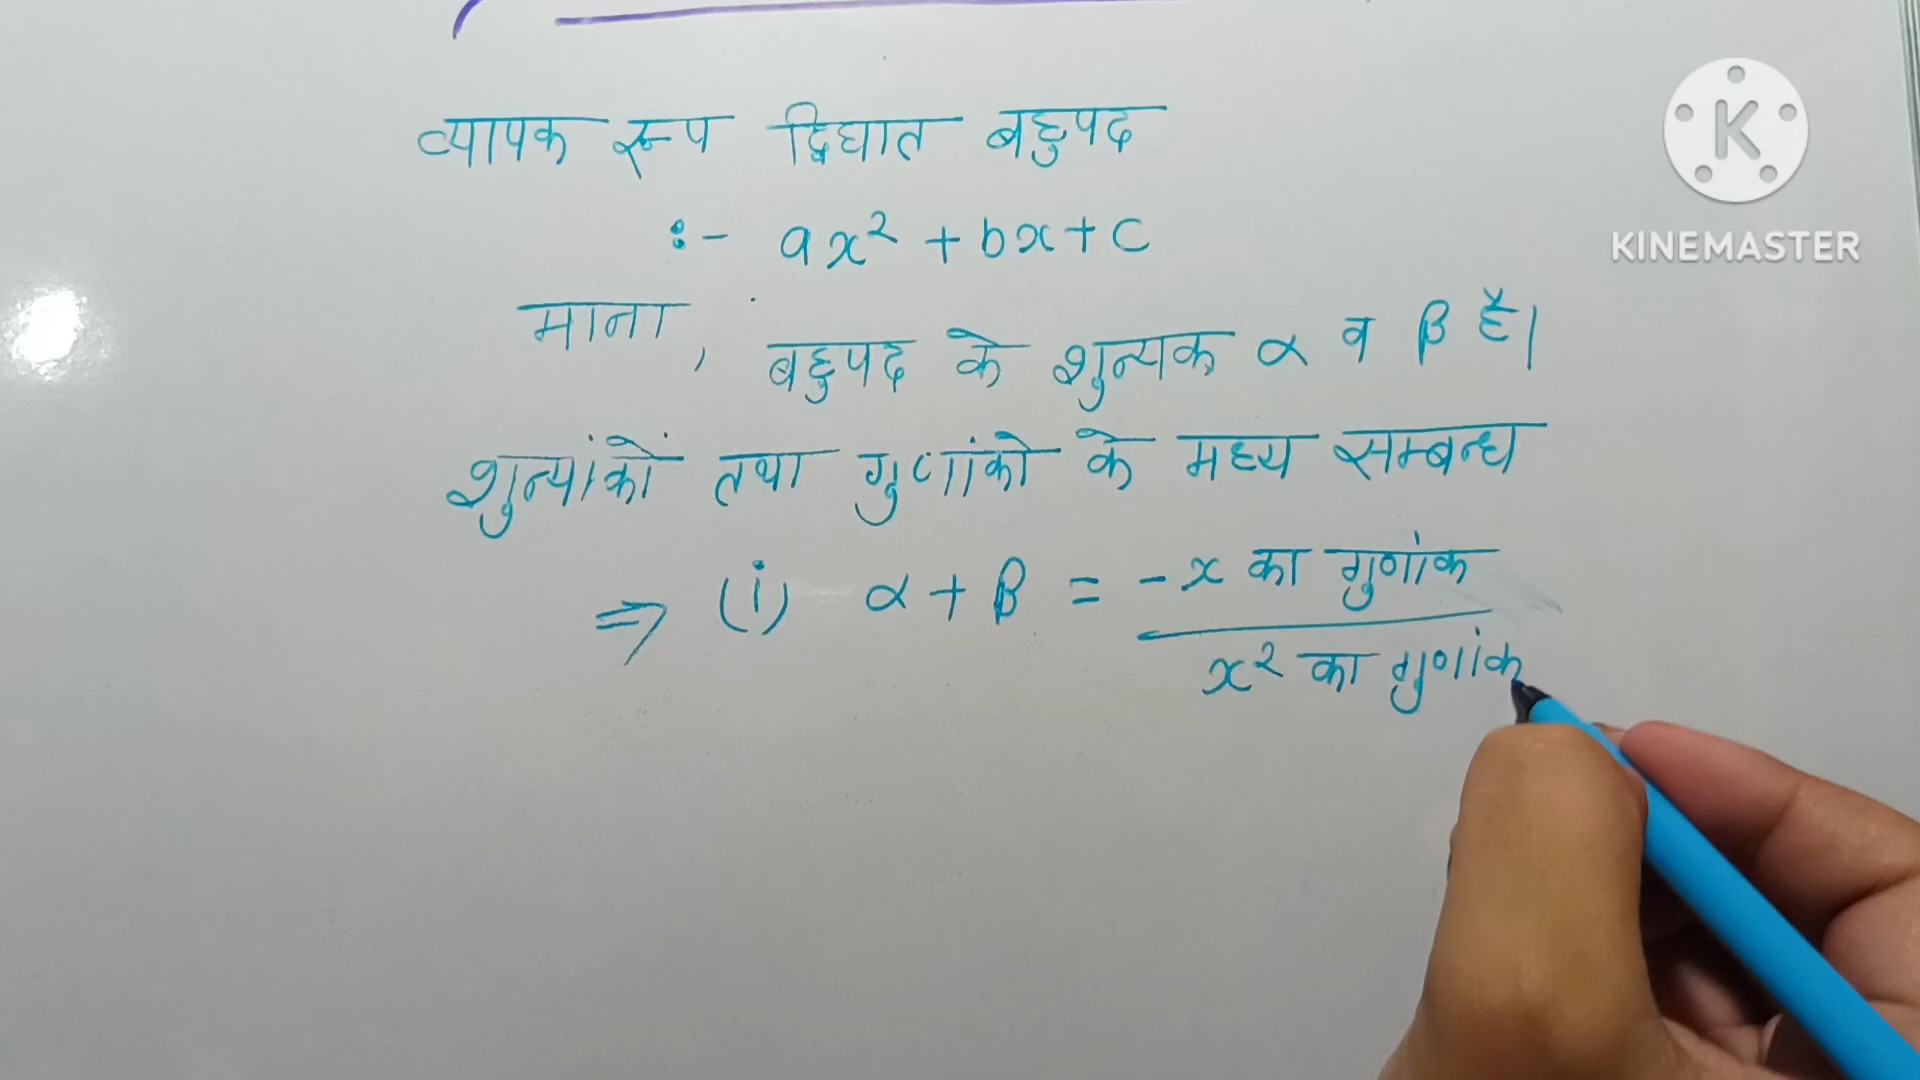 व्यापक रूप द्विघात बहुपद
:- ax² + bx + c
माना, बहुपद के शुन्यक α व β है।
शुन्यांकों तथा गुणांको के मध्य सम्बन्ध
⇒ (i) α + β = -x का गुणांक
x² का गुणांक
K
KINEMASTER